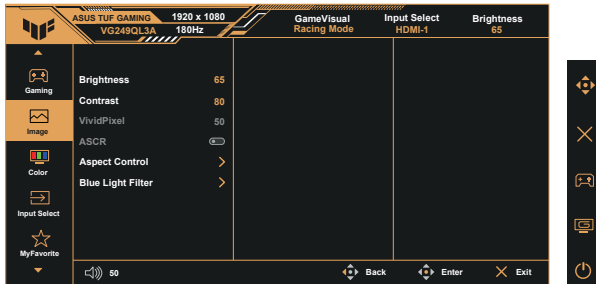 ASUS TUF GAMING 1920 x 1080
VG249QL3A 180Hz
GameVisual
Racing Mode
Input Select
HDMI-1
Brightness
65
Gaming
Image
Color
Input Select
MyFavorite
Brightness 65
Contrast 80
VividPixel 50
ASCR
Aspect Control
Blue Light Filter
50
Back
Enter
Exit